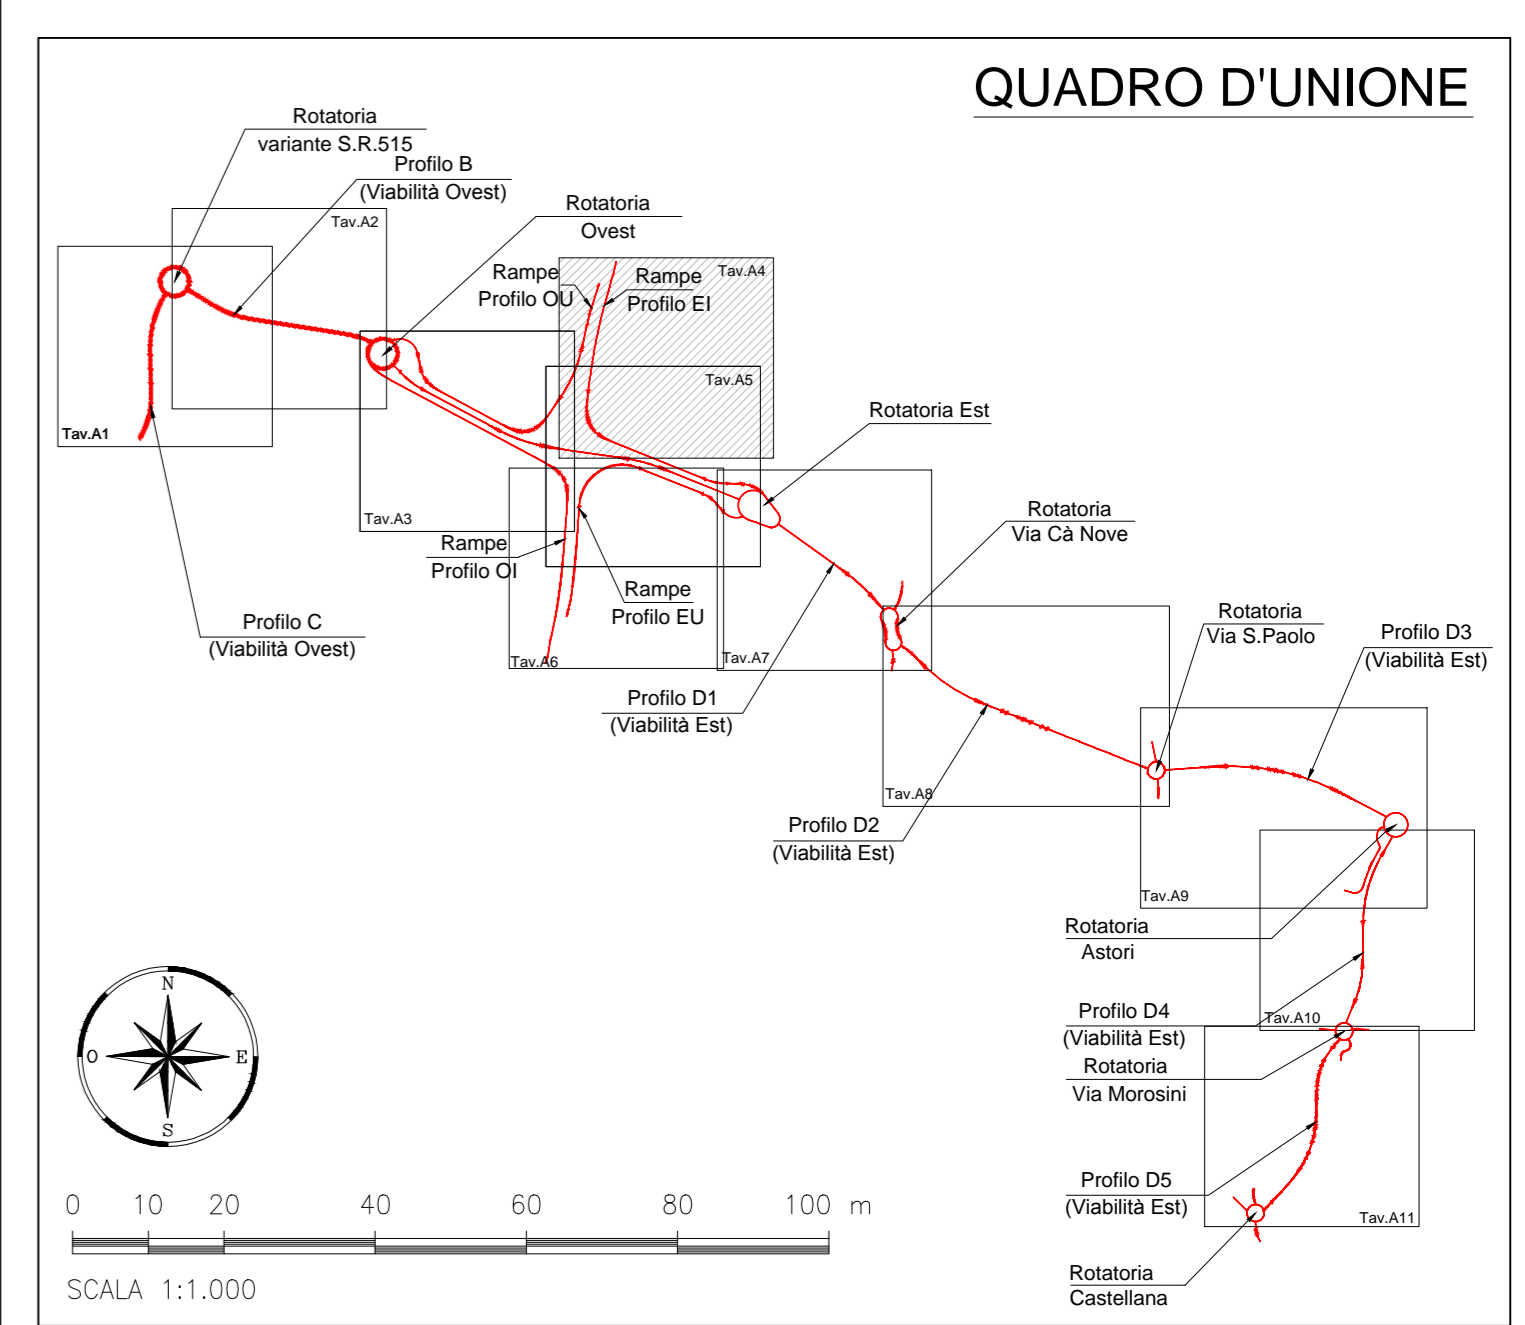 QUADRO D'UNIONE
Rotatoria
variante S.R.515
Profilo B
(Viabilità Ovest)
Tav.A2
Rotatoria
Ovest
Rampe
Profilo OU
Rampe
Profilo EI
Tav.A4
Tav.A5
Tav.A1
Rotatoria Est
Tav.A3
Rampe
Profilo OI
Rotatoria
Via Cà Nove
Rampe
Profilo EU
Profilo C
(Viabilità Ovest)
Tav.A6
Tav.A7
Rotatoria
Via S.Paolo
Profilo D3
(Viabilità Est)
Profilo D1
(Viabilità Est)
Tav.A8
Profilo D2
(Viabilità Est)
Tav.A9
Rotatoria
Astori
Profilo D4
(Viabilità Est)
Tav.A10
Rotatoria
Via Morosini
Profilo D5
(Viabilità Est)
Tav.A11
Rotatoria
Castellana
N
O
E
S
0 10 20 40 60 80 100 m
SCALA 1:1.000